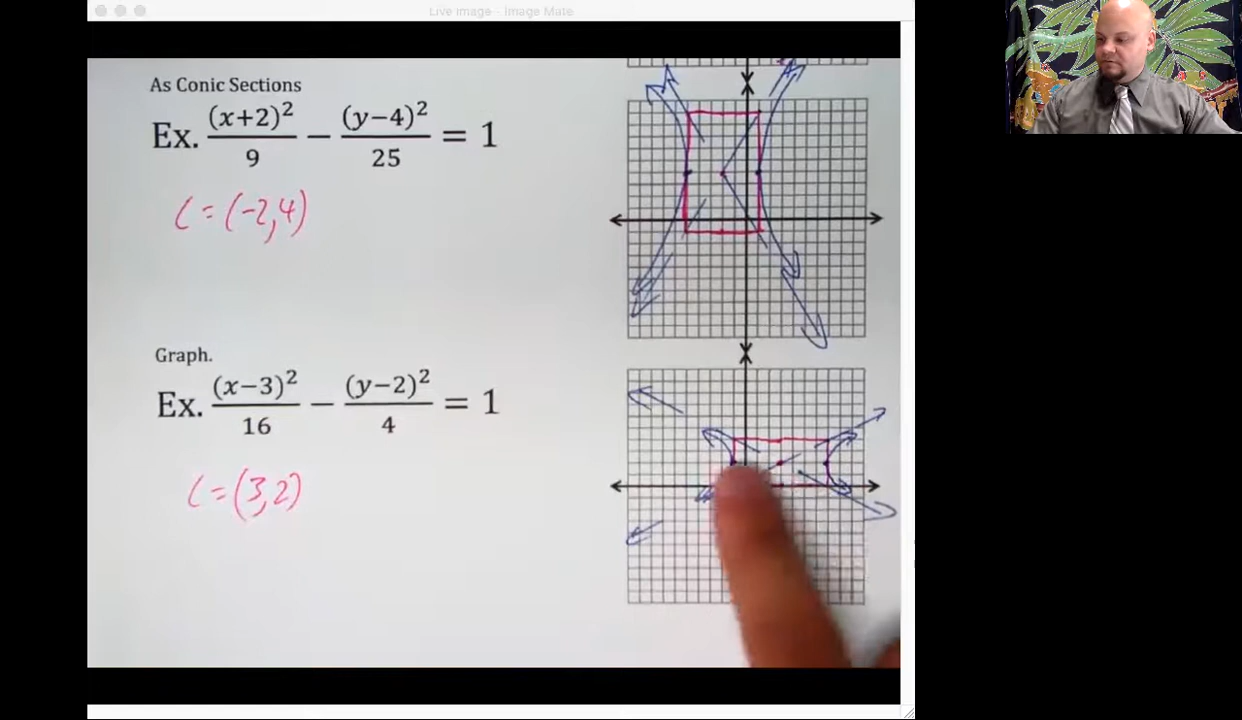 Live image - Image Mate
As Conic Sections
Ex. (x+2)²/9 − (y−4)²/25 = 1
C = (-2,4)
Graph.
Ex. (x−3)²/16 − (y−2)²/4 = 1
C = (3,2)